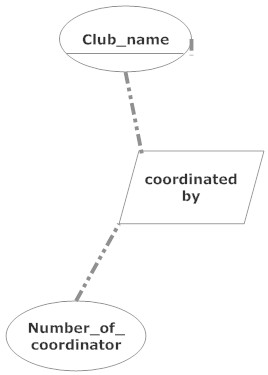 Club_name
coordinated
by
Number_of_
coordinator